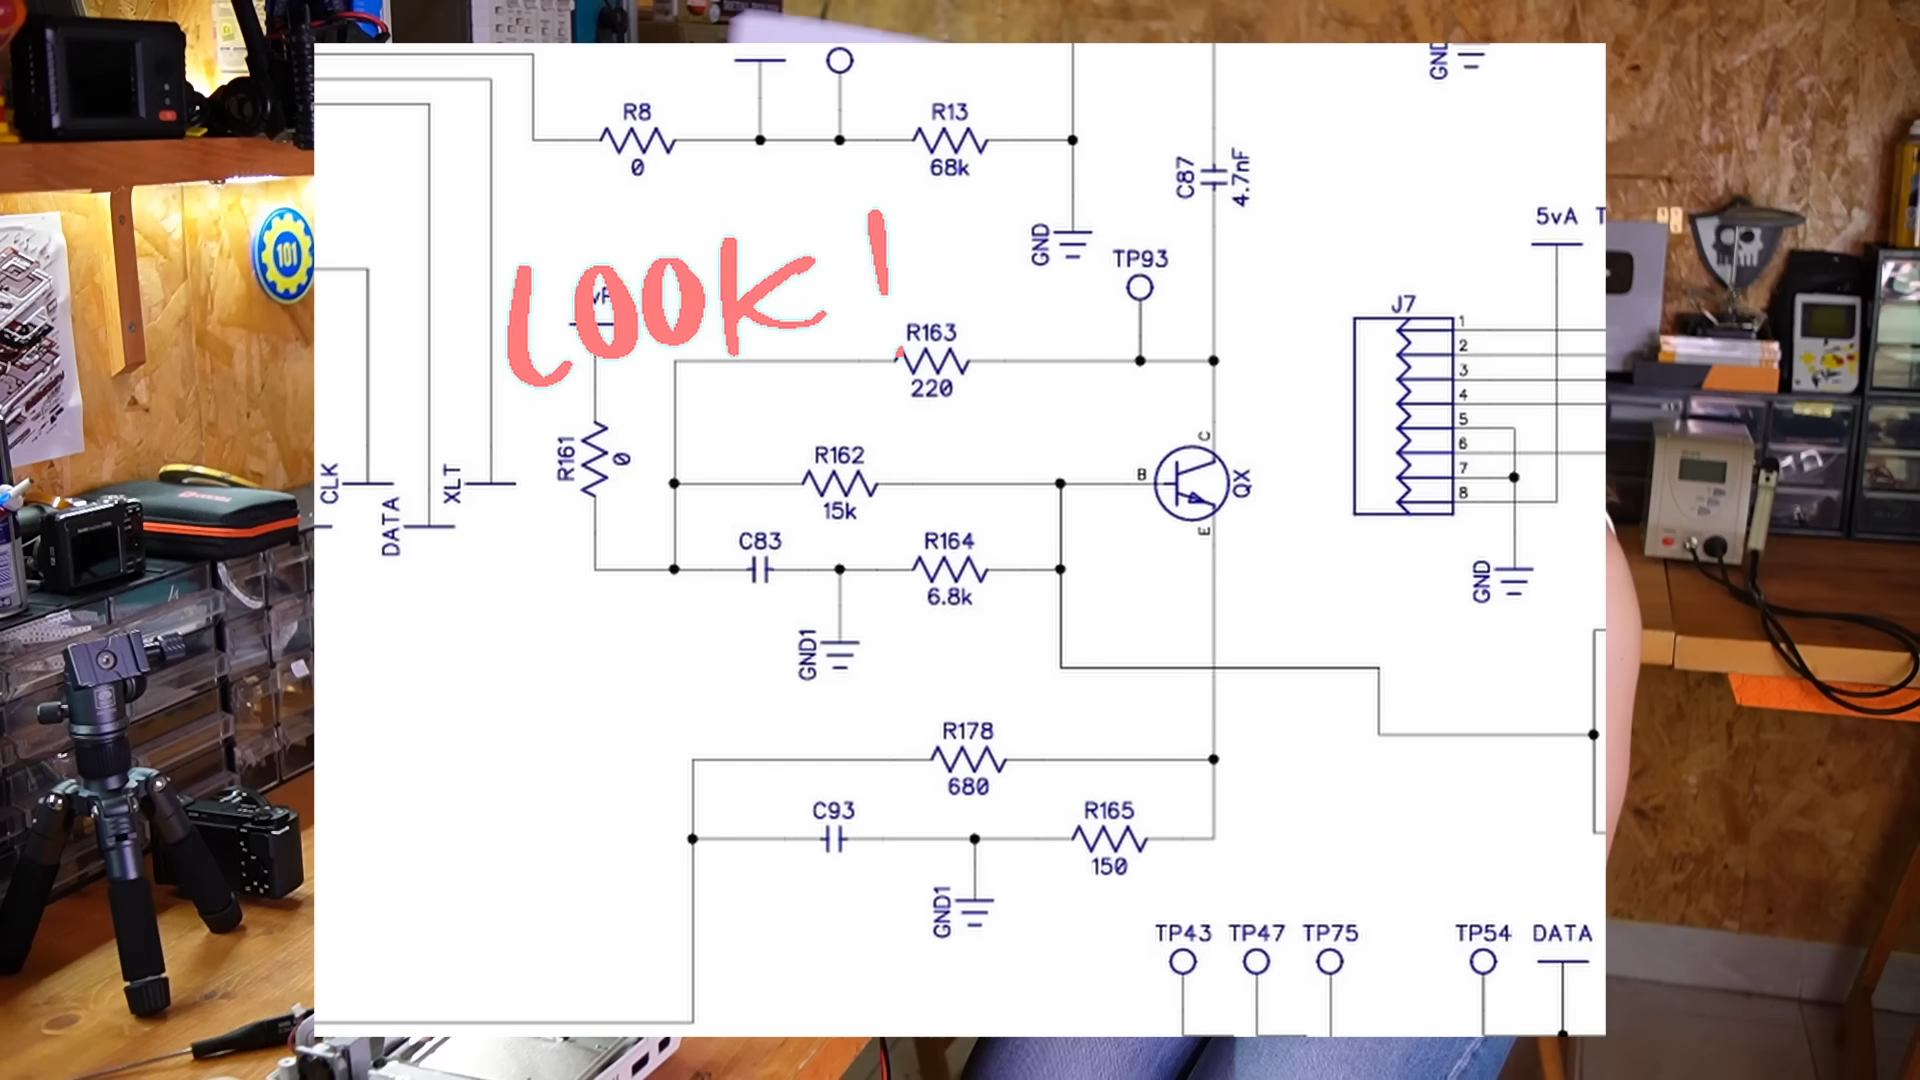 GND
R8
R13
0
68k
C87
4.7nF
5vA T
101
LOOK!
GND
TP93
J7
R163
220
1
2
3
4
5
6
7
8
C
R161
0
R162
15k
B
QX
E
CLK
DATA
XLT
C83
R164
6.8k
GND
GND1
R178
680
C93
R165
150
GND1
TP43 TP47 TP75 TP54 DATA